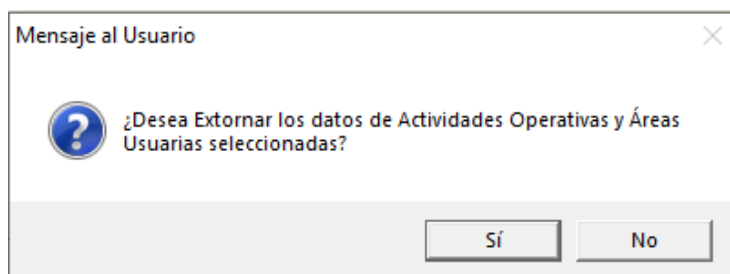 Mensaje al Usuario
¿Desea Extornar los datos de Actividades Operativas y Áreas
Usuarias seleccionadas?
Sí
No